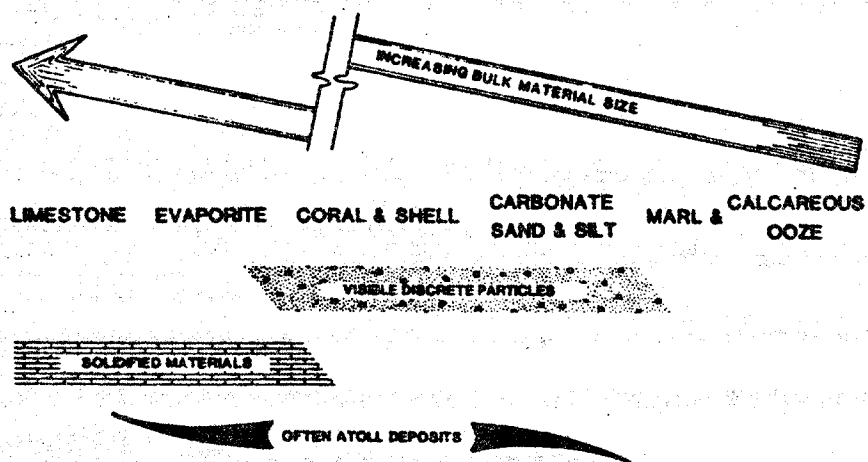 INCREASING BULK MATERIAL SIZE
LIMESTONE EVAPORITE CORAL & SHELL CARBONATE SAND & SILT MARL & CALCAREOUS OOZE
VISIBLE DISCRETE PARTICLES
SOLIDIFIED MATERIALS
OFTEN ATOLL DEPOSITS